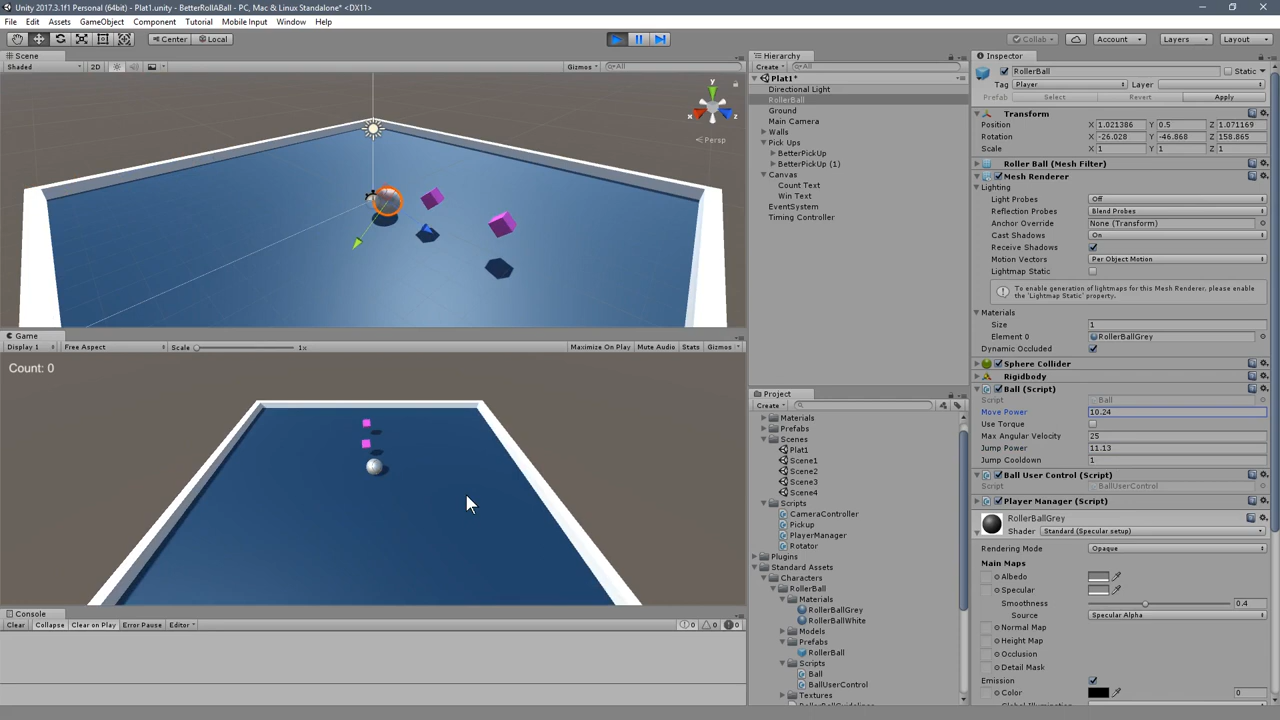 Unity 2017.3.1f1 Personal (64bit) - Plat1.unity - BetterRollABall - PC, Mac & Linux Standalone* <DX11>
File Edit Assets GameObject Component Tutorial Mobile Input Window Help
Center Local Collab Account Layers Layout
Scene
Shaded 2D Gizmos All
y
x
z
Persp
Game
Display 1 Free Aspect Scale 1x Maximize On Play Mute Audio Stats Gizmos
Count: 0
Console
Clear Collapse Clear on Play Error Pause Editor 0 0 0
Hierarchy
Create All
Plat1*
Directional Light
RollerBall
Ground
Main Camera
Walls
Pick Ups
BetterPickUp
BetterPickUp (1)
Canvas
Count Text
Win Text
EventSystem
Timing Controller
Project
Create
Materials
Prefabs
Scenes
Plat1
Scene1
Scene2
Scene3
Scene4
Scripts
CameraController
Pickup
PlayerManager
Rotator
Plugins
Standard Assets
Characters
RollerBall
Materials
RollerBallGrey
RollerBallWhite
Models
Prefabs
RollerBall
Scripts
Ball
BallUserControl
Textures
RollerBallGuidelines
Inspector
RollerBall Static
Tag Player Layer
Prefab Select Revert Apply
Transform
Position X 1.021386 Y 0.5 Z 1.071169
Rotation X -26.028 Y -46.868 Z 158.865
Scale X 1 Y 1 Z 1
Roller Ball (Mesh Filter)
Mesh Renderer
Lighting
Light Probes Off
Reflection Probes Blend Probes
Anchor Override None (Transform)
Cast Shadows On
Receive Shadows
Motion Vectors Per Object Motion
Lightmap Static
To enable generation of lightmaps for this Mesh Renderer, please enable
the 'Lightmap Static' property.
Materials
Size 1
Element 0 RollerBallGrey
Dynamic Occluded
Sphere Collider
Rigidbody
Ball (Script)
Script Ball
Move Power 10.24
Use Torque
Max Angular Velocity 25
Jump Power 11.13
Jump Cooldown 1
Ball User Control (Script)
Script BallUserControl
Player Manager (Script)
RollerBallGrey
Shader Standard (Specular setup)
Rendering Mode Opaque
Main Maps
Albedo
Specular
Smoothness 0.4
Source Specular Alpha
Normal Map
Height Map
Occlusion
Detail Mask
Emission
Color 0